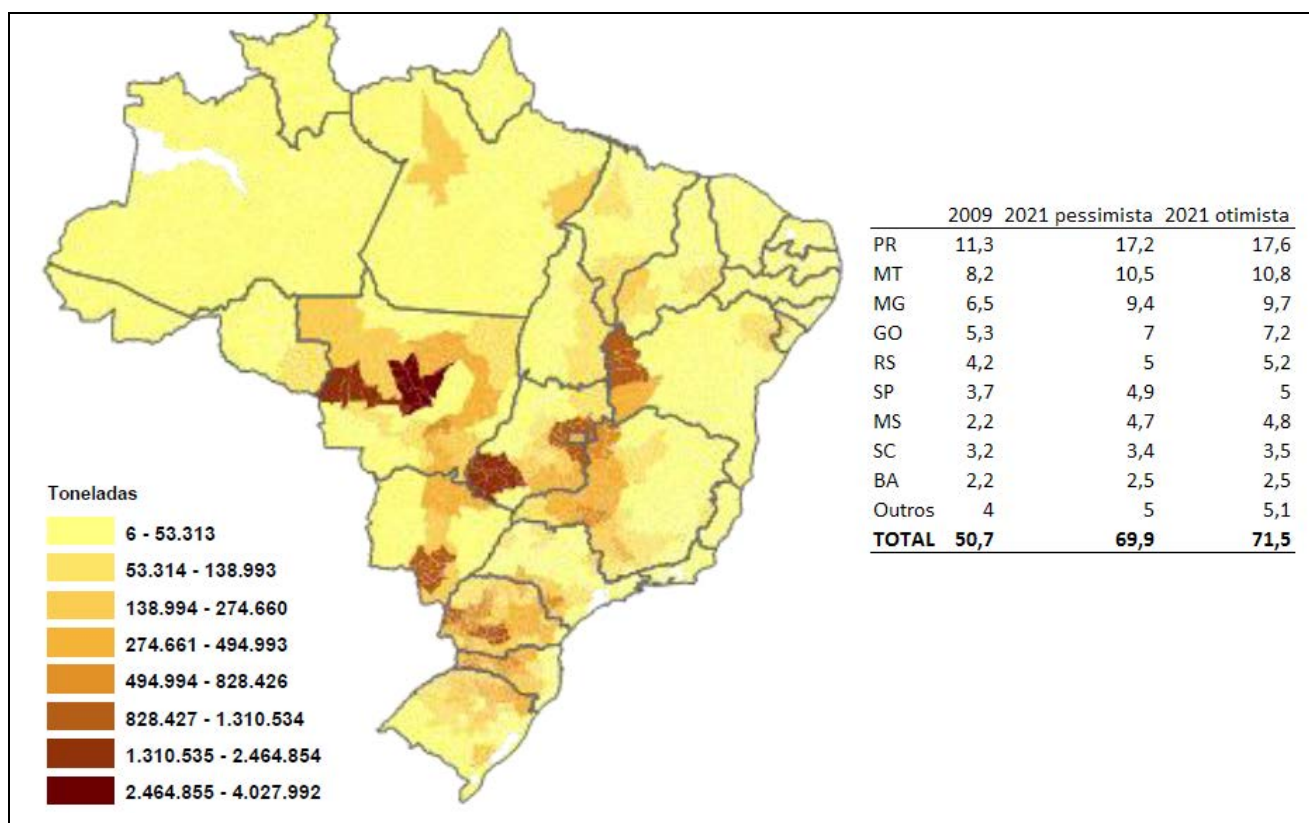 2009 2021 pessimista 2021 otimista
PR 11,3 17,2 17,6
MT 8,2 10,5 10,8
MG 6,5 9,4 9,7
GO 5,3 7 7,2
RS 4,2 5 5,2
SP 3,7 4,9 5
MS 2,2 4,7 4,8
SC 3,2 3,4 3,5
BA 2,2 2,5 2,5
Outros 4 5 5,1
TOTAL 50,7 69,9 71,5
Toneladas
6 - 53.313
53.314 - 138.993
138.994 - 274.660
274.661 - 494.993
494.994 - 828.426
828.427 - 1.310.534
1.310.535 - 2.464.854
2.464.855 - 4.027.992